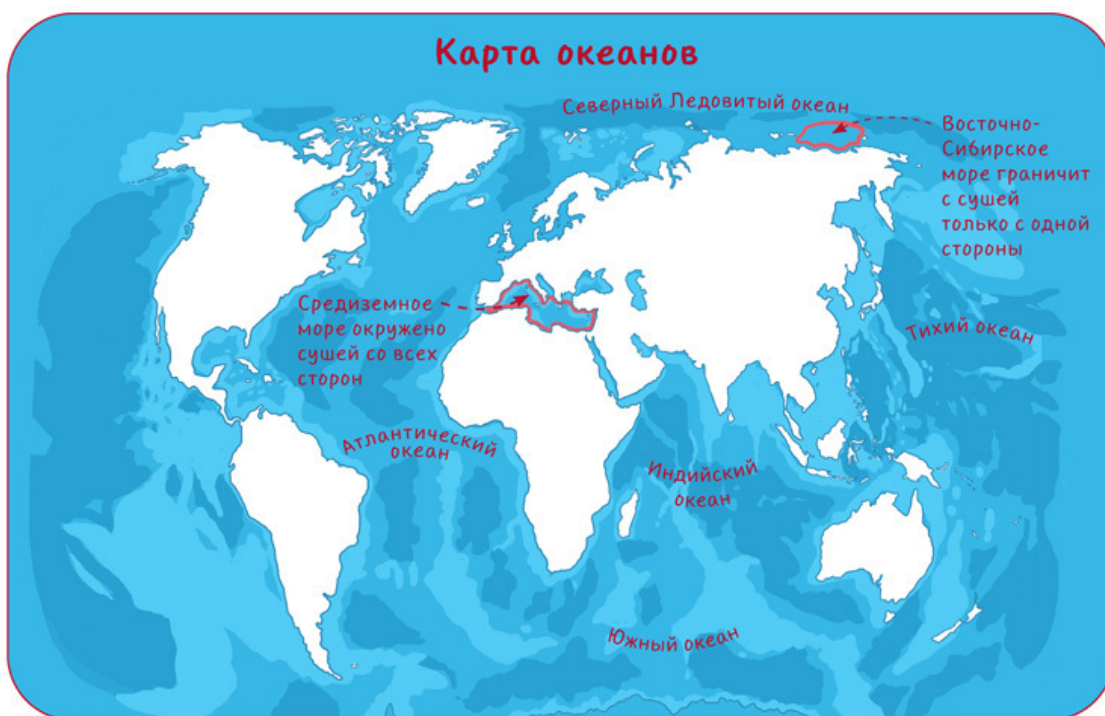 Карта океанов
Северный Ледовитый океан
Восточно-
Сибирское
море граничит
с сушей
только с одной
стороны
Средиземное
море окружено
сушей со всех
сторон
Тихий океан
Атлантический
океан
Индийский
океан
Южный океан